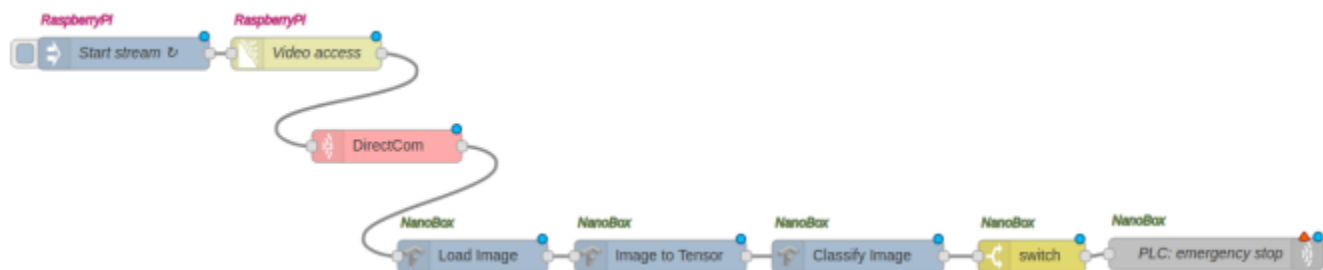 RaspberryPI RaspberryPI
Start stream ↻ Video access
DirectCom
NanoBox NanoBox NanoBox NanoBox NanoBox
Load Image Image to Tensor Classify Image switch PLC: emergency stop